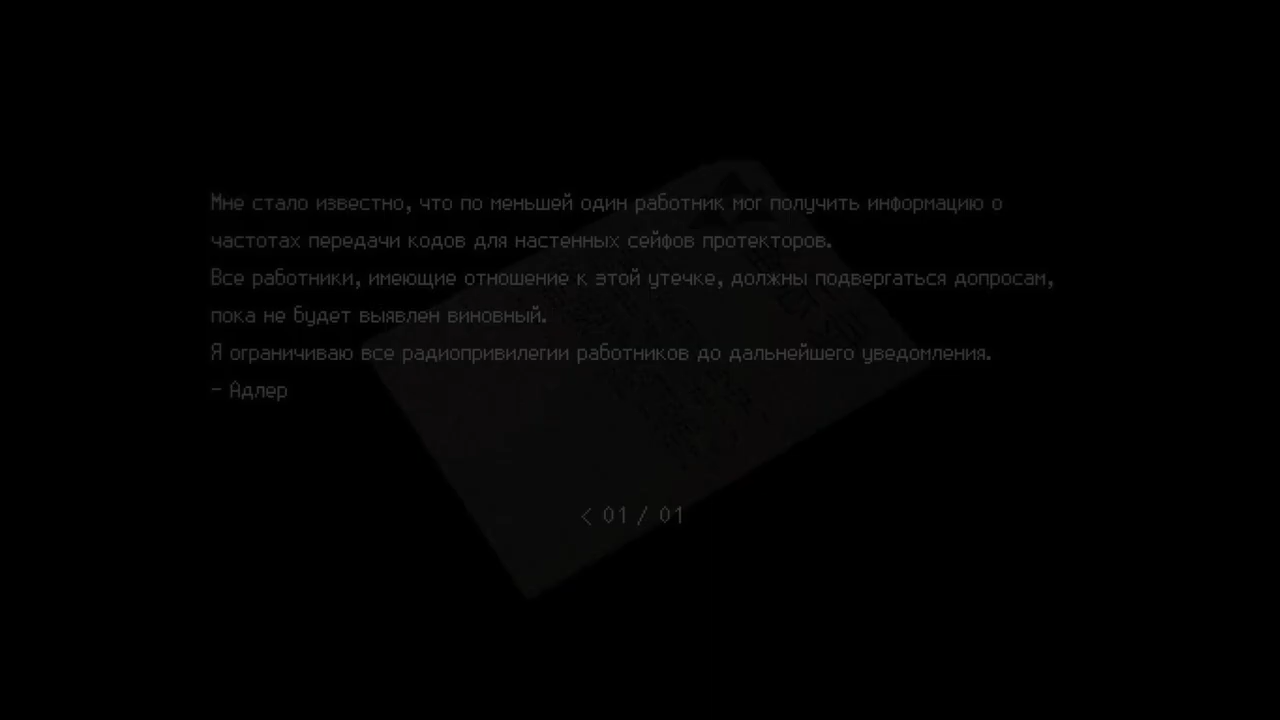 Мне стало известно, что по меньшей один работник мог получить информацию о
частотах передачи кодов для настенных сейфов протекторов.
Все работники, имеющие отношение к этой утечке, должны подвергаться допросам,
пока не будет выявлен виновный.
Я ограничиваю все радиопривилегии работников до дальнейшего уведомления.
- Адлер
< 01 / 01